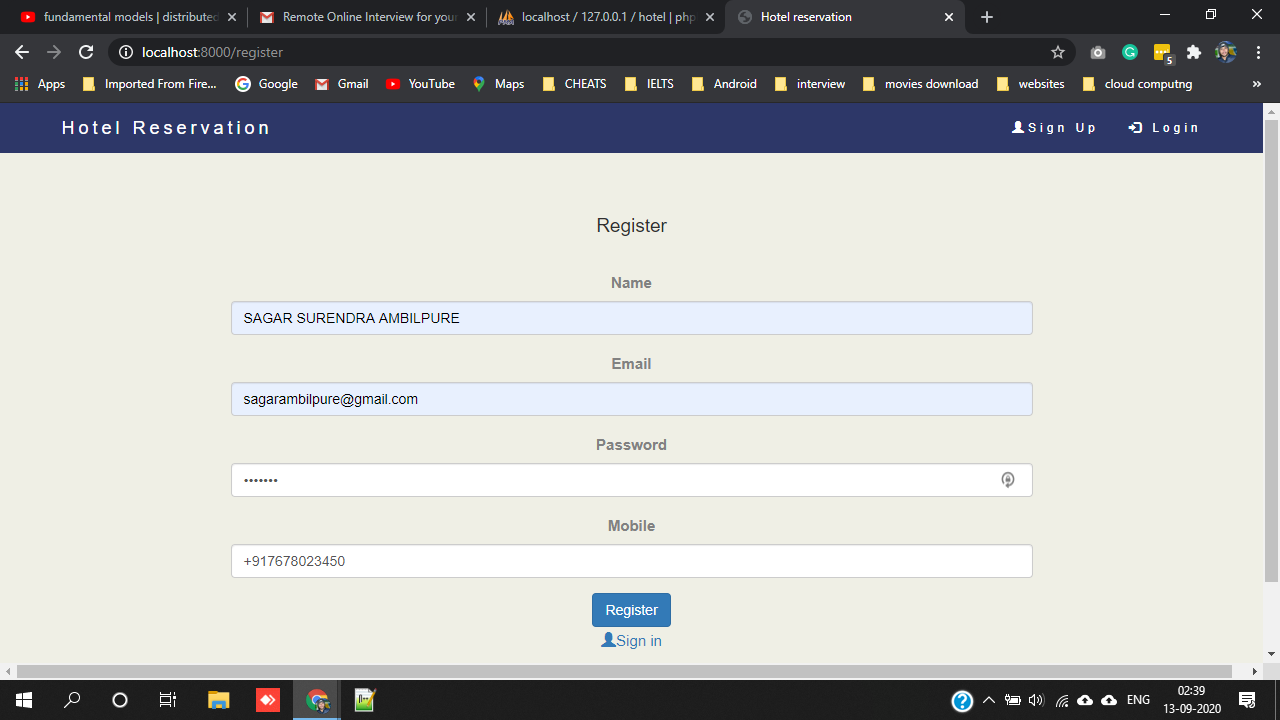 fundamental models | distributed
Remote Online Interview for your
localhost / 127.0.0.1 / hotel | php
Hotel reservation
localhost:8000/register
5
Apps
Imported From Fire...
Google
Gmail
YouTube
Maps
CHEATS
IELTS
Android
interview
movies download
websites
cloud computng
»
Hotel Reservation
Sign Up
Login
Register
Name
SAGAR SURENDRA AMBILPURE
Email
sagarambilpure@gmail.com
Password
•••••••
Mobile
+917678023450
Register
Sign in
ENG
02:39
13-09-2020